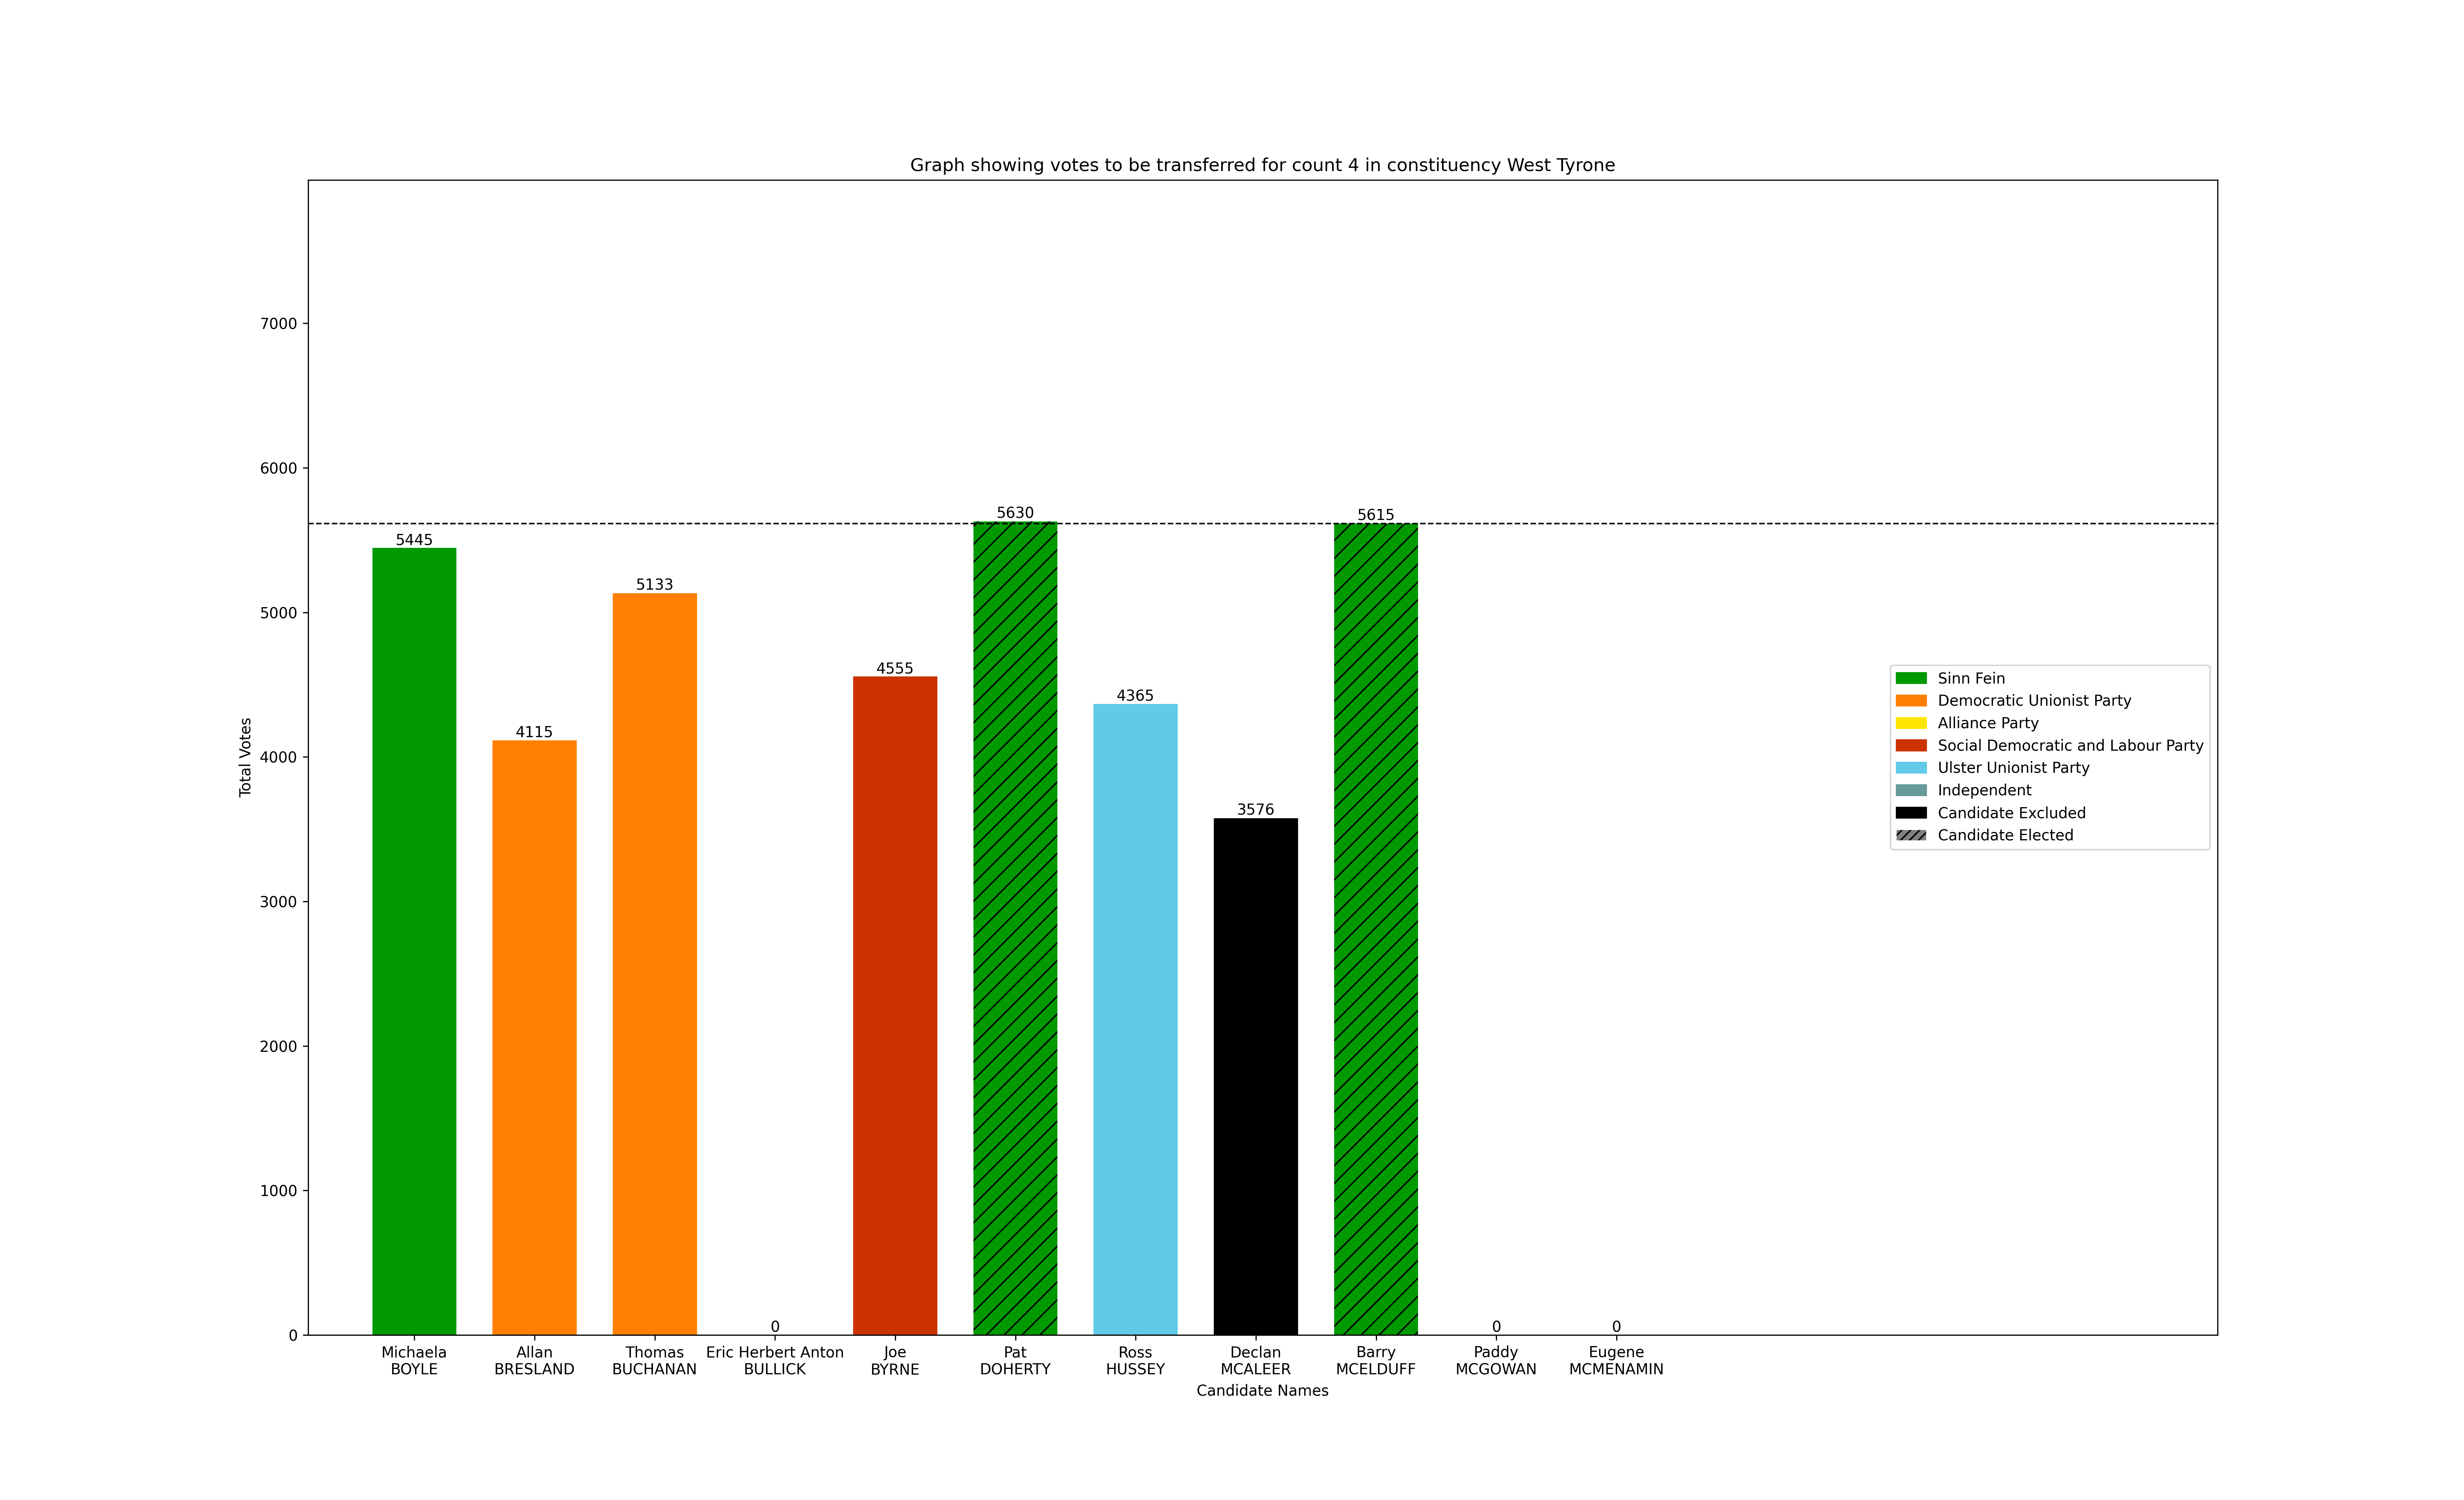 Graph showing votes to be transferred for count 4 in constituency West Tyrone
Total Votes
7000
6000
5000
4000
3000
2000
1000
0
5445
4115
5133
0
4555
5630
4365
3576
5615
0
0
Michaela
BOYLE
Allan
BRESLAND
Thomas
BUCHANAN
Eric Herbert Anton
BULLICK
Joe
BYRNE
Pat
DOHERTY
Ross
HUSSEY
Declan
MCALEER
Barry
MCELDUFF
Paddy
MCGOWAN
Eugene
MCMENAMIN
Candidate Names
Sinn Fein
Democratic Unionist Party
Alliance Party
Social Democratic and Labour Party
Ulster Unionist Party
Independent
Candidate Excluded
Candidate Elected